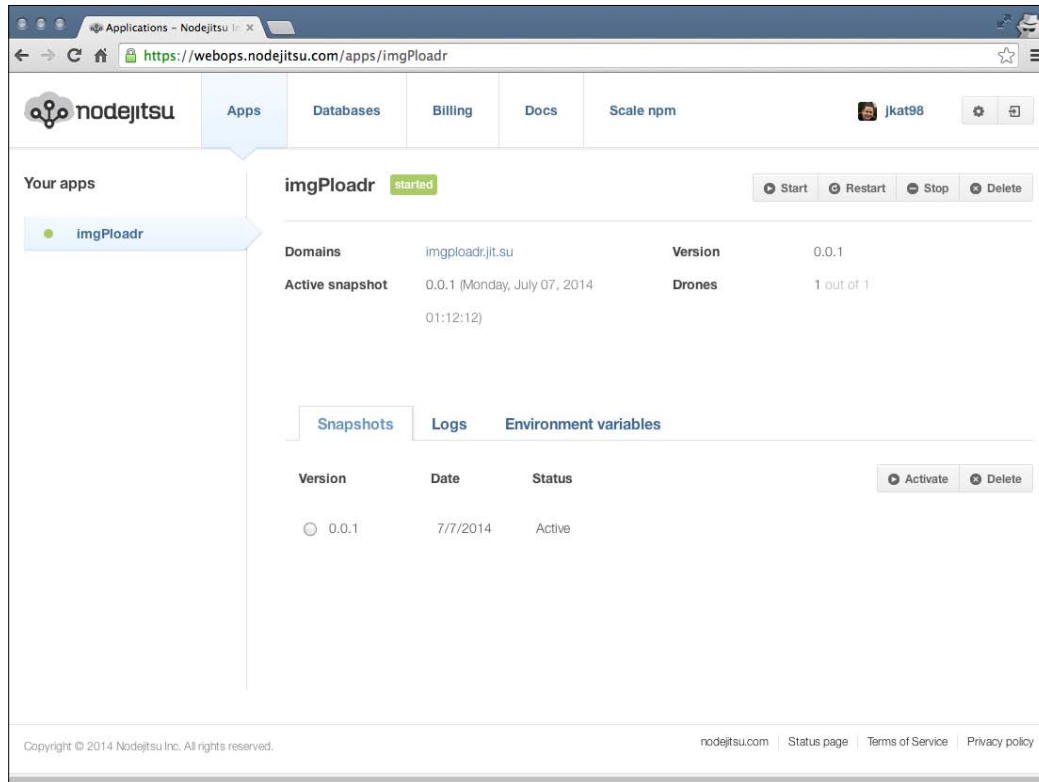 Applications – Nodejitsu In
https://webops.nodejitsu.com/apps/imgPloadr
nodejitsu Apps Databases Billing Docs Scale npm jkat98
Your apps
imgPloadr
imgPloadr started Start Restart Stop Delete
Domains imgploadr.jit.su Version 0.0.1
Active snapshot 0.0.1 (Monday, July 07, 2014 Drones 1 out of 1
01:12:12)
Snapshots Logs Environment variables
Version Date Status Activate Delete
0.0.1 7/7/2014 Active
Copyright © 2014 Nodejitsu Inc. All rights reserved. nodejitsu.com Status page Terms of Service Privacy policy